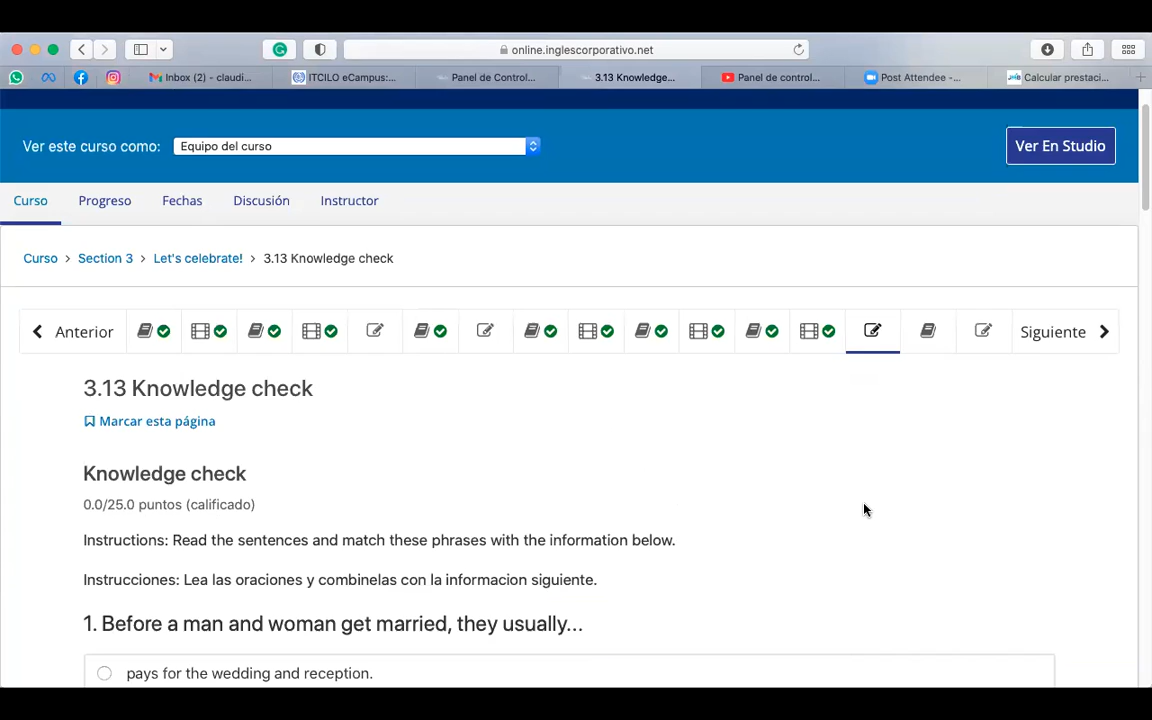 online.inglescorporativo.net
Inbox (2) – claudi...
ITCILO eCampus:...
Panel de Control...
3.13 Knowledge...
Panel de control...
Post Attendee -...
Calcular prestaci...
Ver este curso como:
Equipo del curso
Ver En Studio
Curso
Progreso
Fechas
Discusión
Instructor
Curso > Section 3 > Let's celebrate! > 3.13 Knowledge check
Anterior
Siguiente
3.13 Knowledge check
Marcar esta página
Knowledge check
0.0/25.0 puntos (calificado)
Instructions: Read the sentences and match these phrases with the information below.
Instrucciones: Lea las oraciones y combinelas con la informacion siguiente.
1. Before a man and woman get married, they usually...
pays for the wedding and reception.